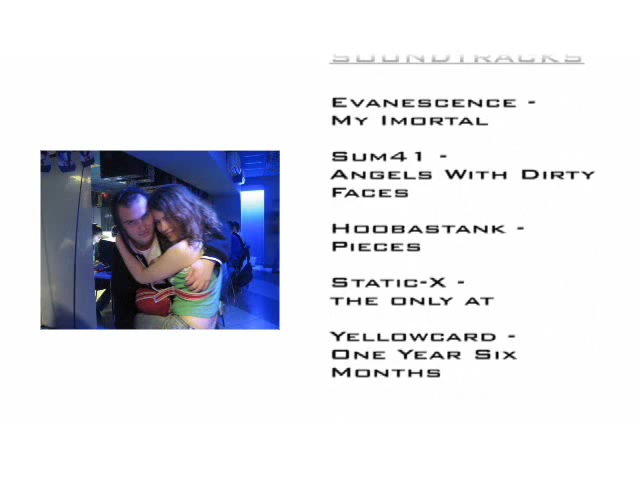 SOUNDTRACKS
EVANESCENCE -
MY IMORTAL
SUM41 -
ANGELS WITH DIRTY
FACES
HOOBASTANK -
PIECES
STATIC-X -
THE ONLY AT
YELLOWCARD -
ONE YEAR SIX
MONTHS